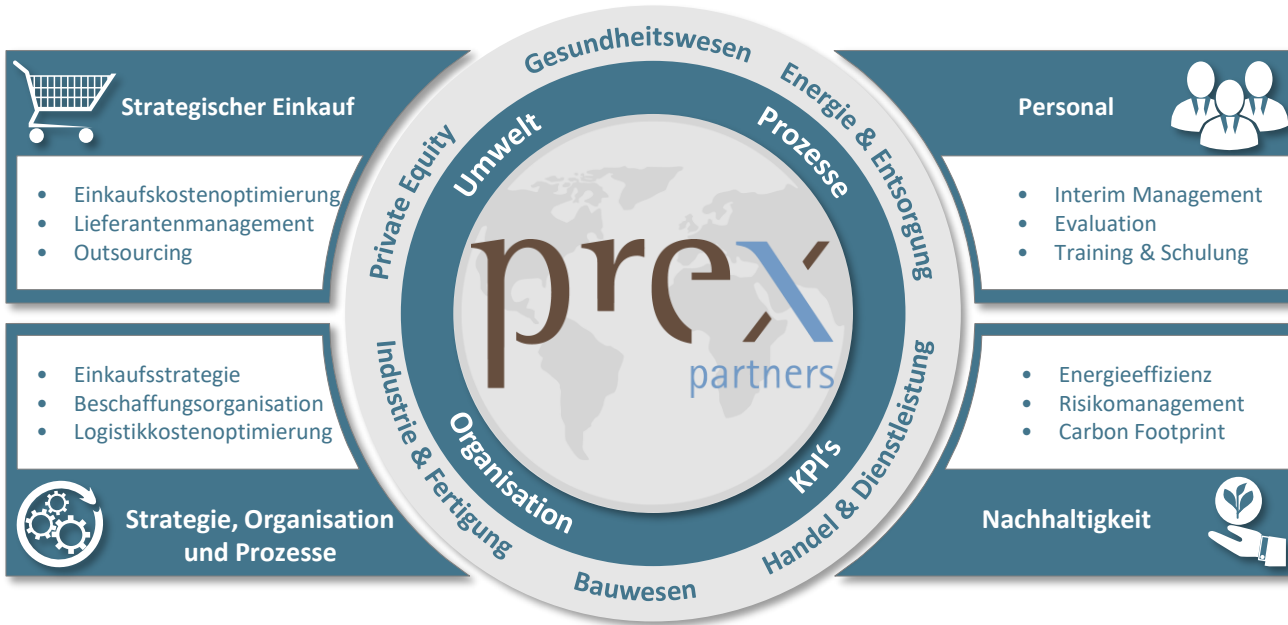 Strategischer Einkauf
• Einkaufskostenoptimierung
• Lieferantenmanagement
• Outsourcing
• Einkaufsstrategie
• Beschaffungsorganisation
• Logistikkostenoptimierung
Strategie, Organisation
und Prozesse
Gesundheitswesen
Energie & Entsorgung
Handel & Dienstleistung
Bauwesen
Industrie & Fertigung
Private Equity
Umwelt
Prozesse
KPI‘s
Organisation
prex
partners
Personal
• Interim Management
• Evaluation
• Training & Schulung
• Energieeffizienz
• Risikomanagement
• Carbon Footprint
Nachhaltigkeit